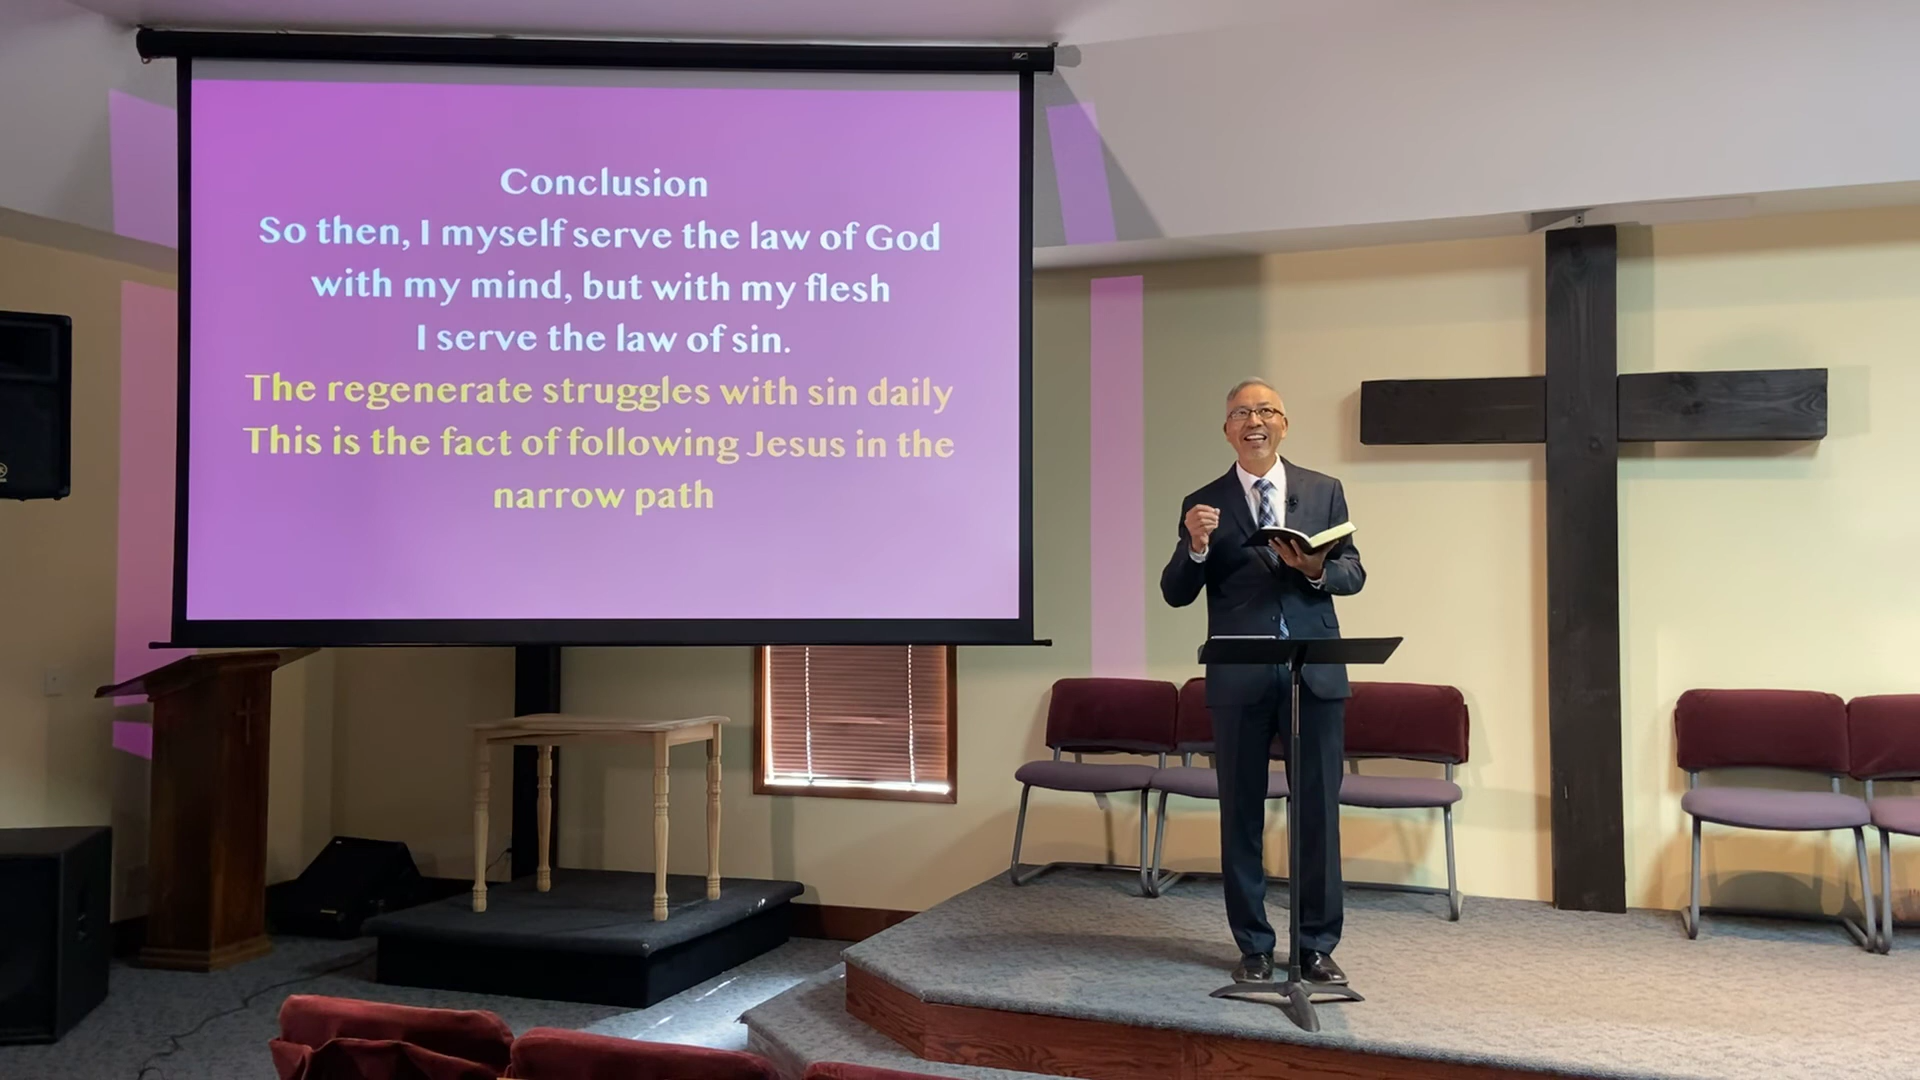 Conclusion
So then, I myself serve the law of God
with my mind, but with my flesh
I serve the law of sin.
The regenerate struggles with sin daily
This is the fact of following Jesus in the
narrow path